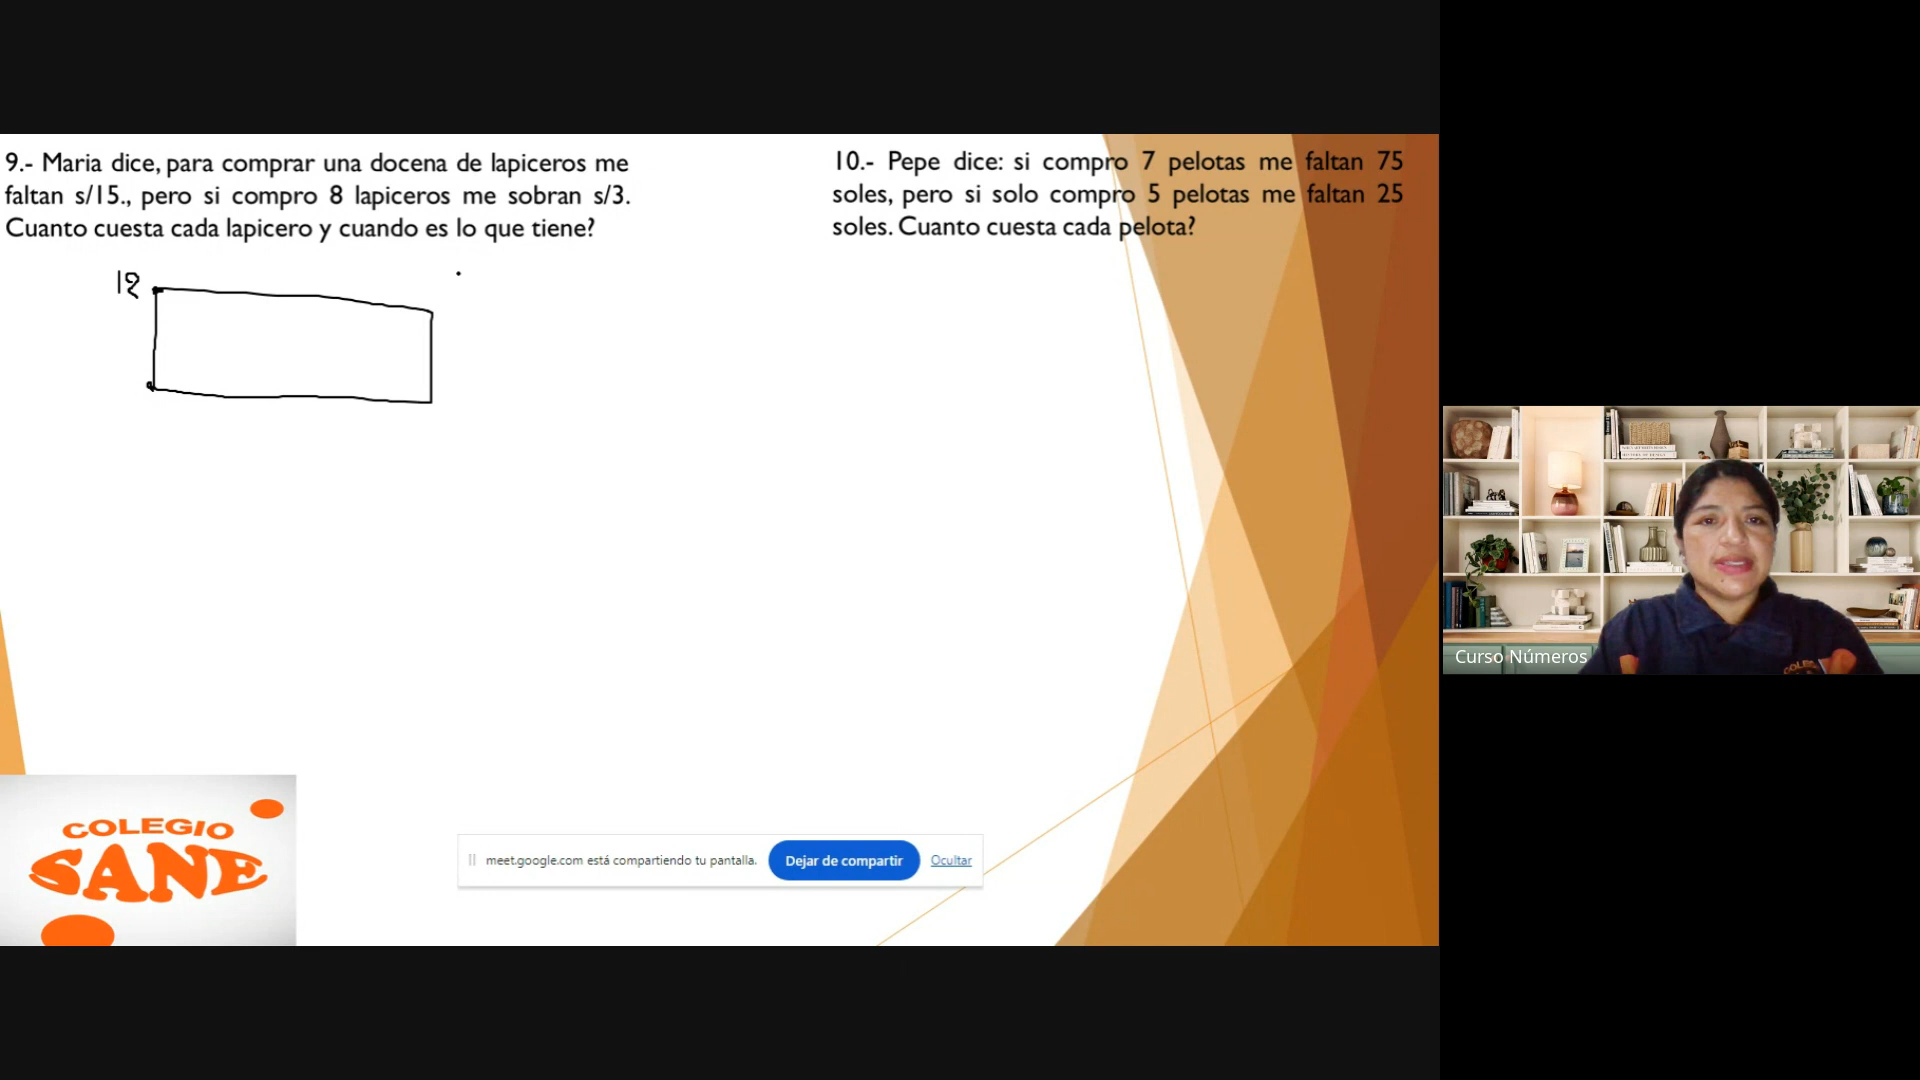 9.- Maria dice, para comprar una docena de lapiceros me
faltan s/15., pero si compro 8 lapiceros me sobran s/3.
Cuanto cuesta cada lapicero y cuando es lo que tiene?
12
10.- Pepe dice: si compro 7 pelotas me faltan 75
soles, pero si solo compro 5 pelotas me faltan 25
soles. Cuanto cuesta cada pelota?
COLEGIO
SANE
meet.google.com está compartiendo tu pantalla.
Dejar de compartir
Ocultar
Curso Números